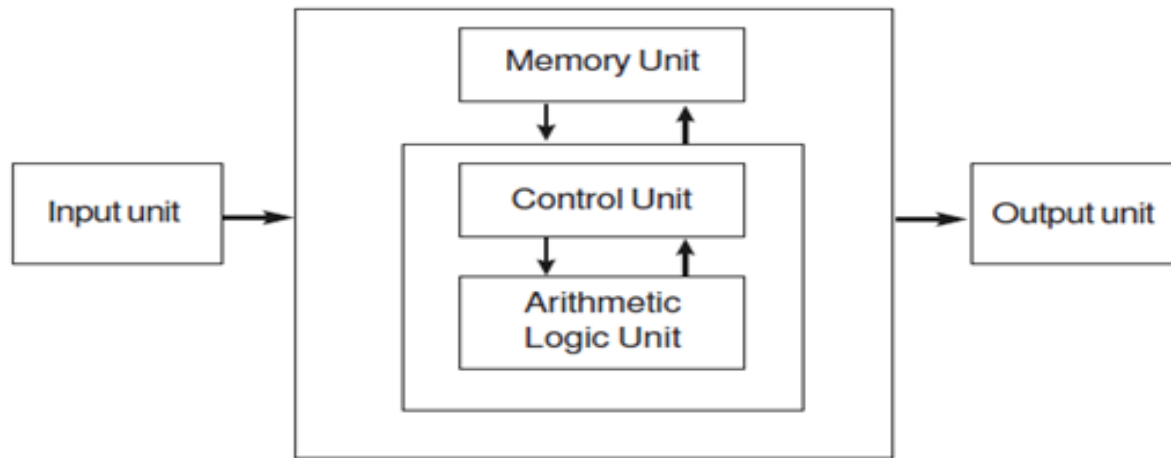 Memory Unit
Input unit
Control Unit
Output unit
Arithmetic
Logic Unit